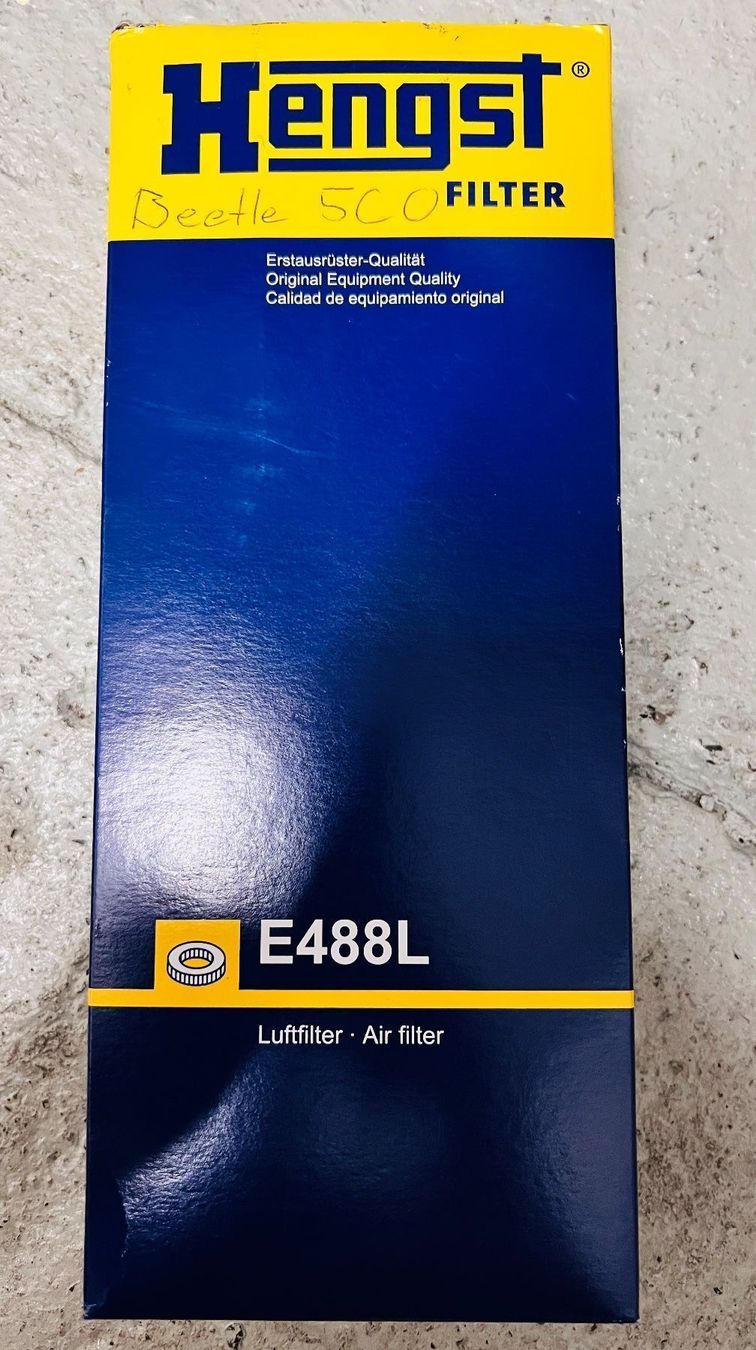 Hengst®
FILTER
Beetle 5C0
Erstausrüster-Qualität
Original Equipment Quality
Calidad de equipamiento original
E488L
Luftfilter · Air filter